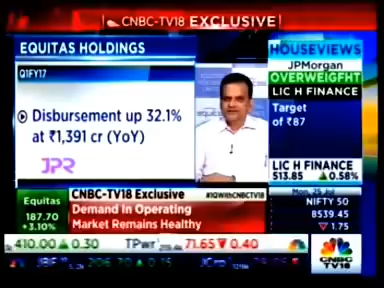 CNBC-TV18 EXCLUSIVE
EQUITAS HOLDINGS
Q1FY17
Disbursement up 32.1%
at ₹1,391 cr (YoY)
JPR
HOUSEVIEWS
JPMorgan
OVERWEIGHT
LIC H FINANCE
Target
of ₹87
LIC H FINANCE
513.85 ▲ 0.58%
Equitas
187.70
+3.10%
CNBC-TV18 Exclusive
#1QWithCNBCTV18
Demand In Operating
Market Remains Healthy
Mon, 25 Jul
NIFTY 50
8539.45
▼ 1.75
410.00 ▲ 0.30
TPwr
71.65 ▼ 0.40
CNBC
TV18